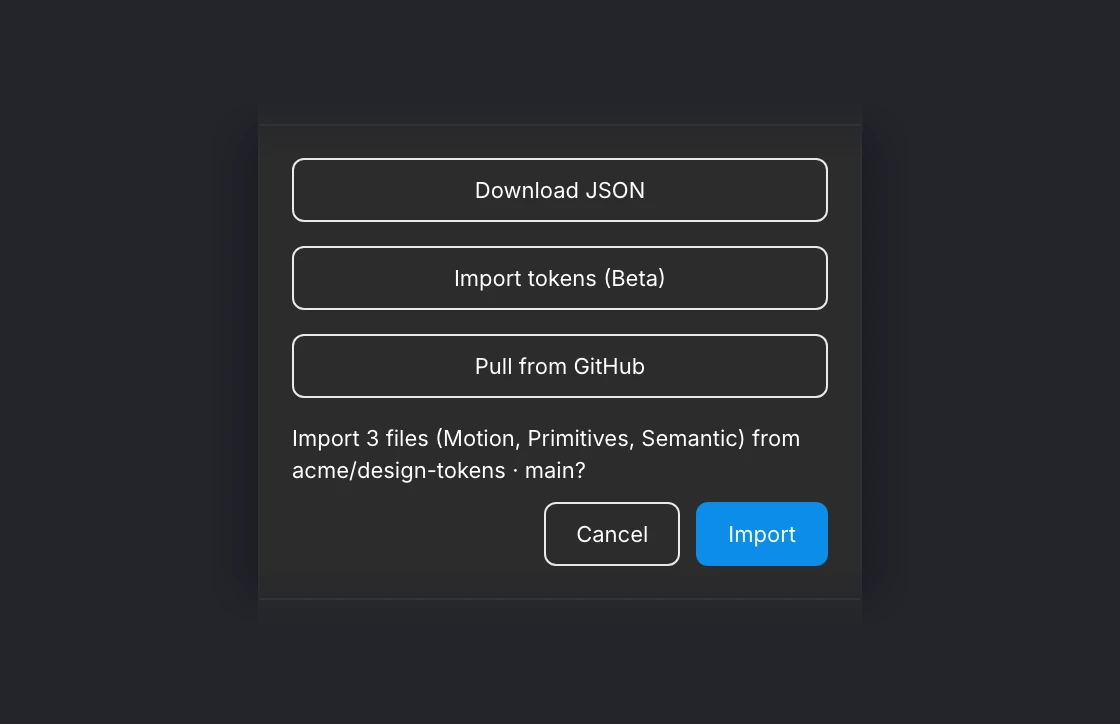 Download JSON
Import tokens (Beta)
Pull from GitHub
Import 3 files (Motion, Primitives, Semantic) from
acme/design-tokens · main?
Cancel
Import